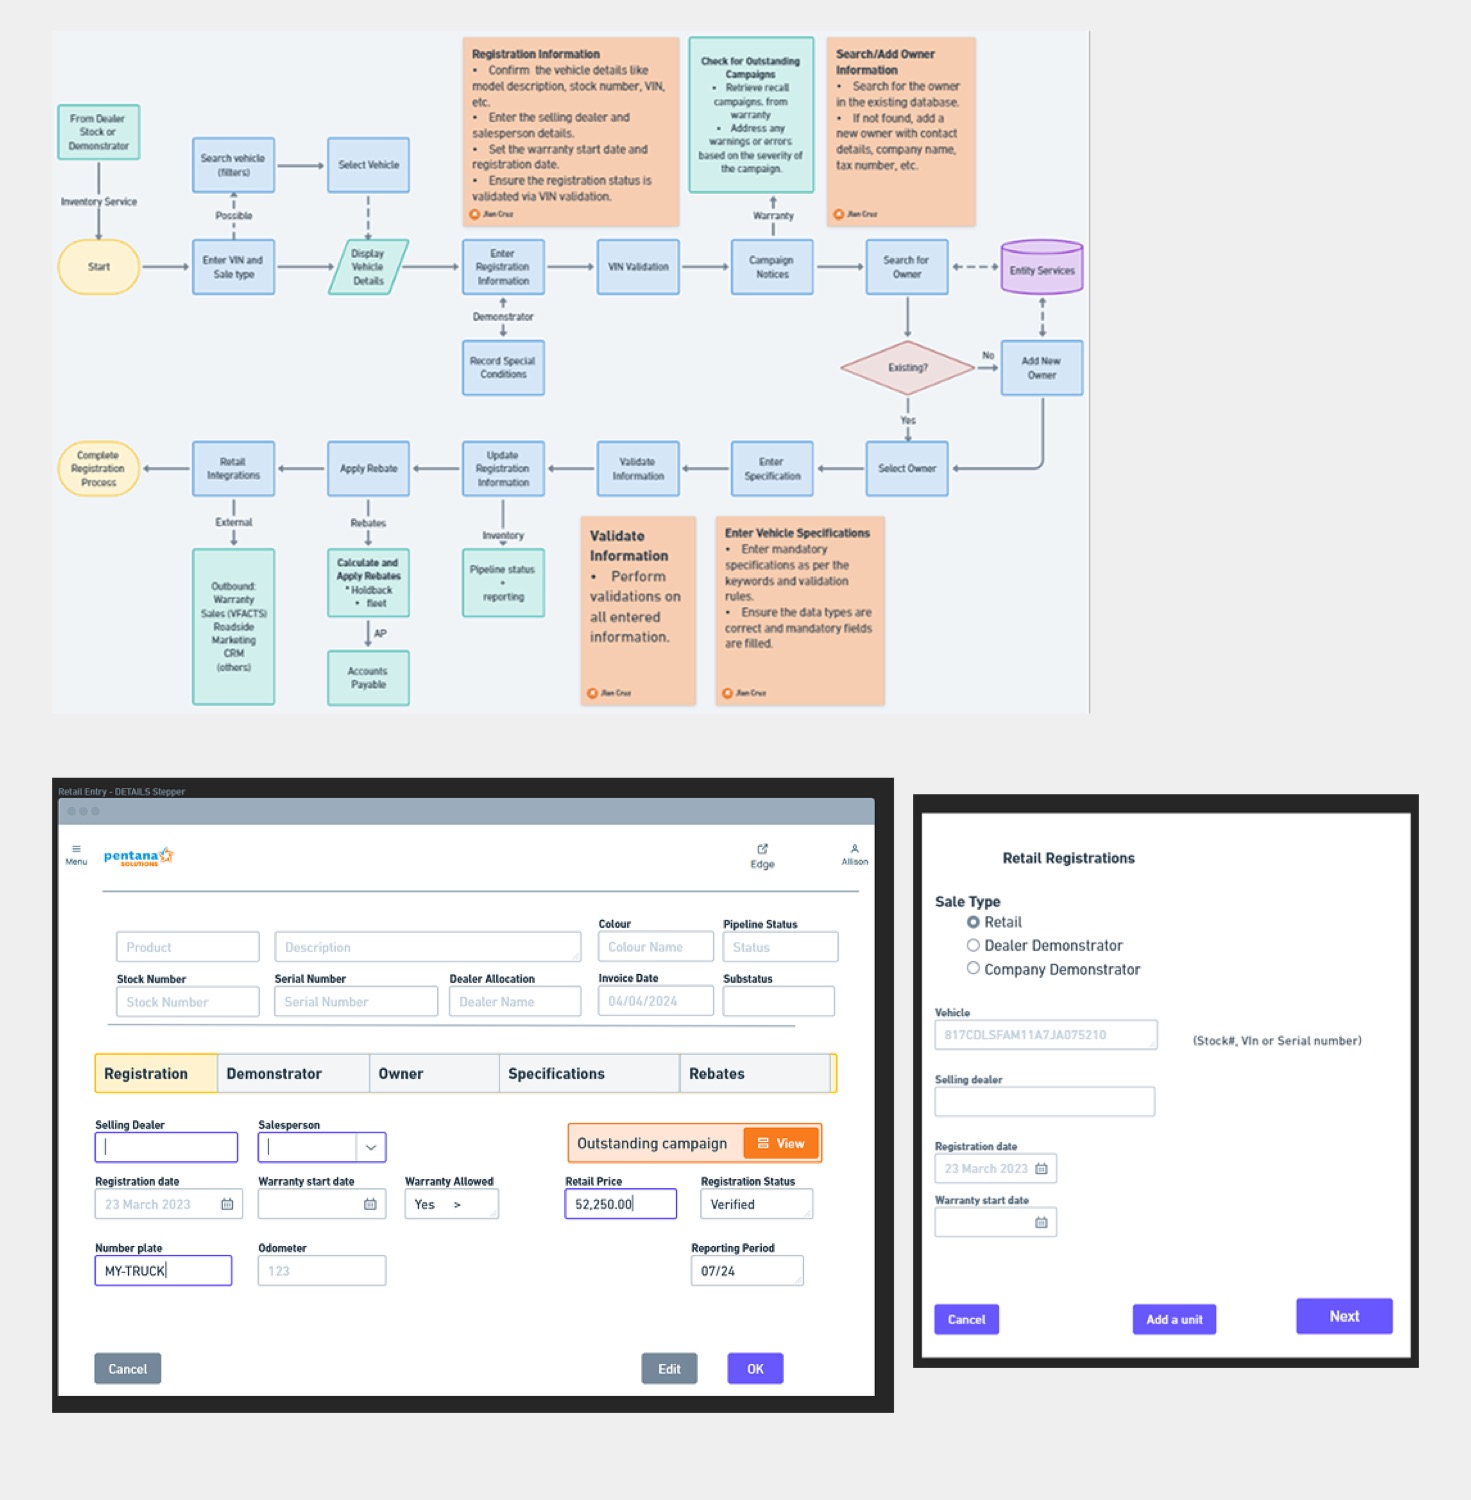 From Dealer
Stock or
Demonstrator
Inventory Service
Start
Search vehicle
(filters)
Possible
Enter VIN and
Sale type
Select Vehicle
Display
Vehicle
Details
Registration Information
• Confirm the vehicle details like
model description, stock number, VIN,
etc.
• Enter the selling dealer and
salesperson details.
• Set the warranty start date and
registration date.
• Ensure the registration status is
validated via VIN validation.
Jian Cruz
Enter
Registration
Information
Demonstrator
Record Special
Conditions
VIN Validation
Check for Outstanding
Campaigns
• Retrieve recall
campaigns. from
warranty
• Address any
warnings or errors
based on the severity of
the campaign.
Warranty
Campaign
Notices
Search/Add Owner
Information
• Search for the owner
in the existing database.
• If not found, add a
new owner with contact
details, company name,
tax number, etc.
Jian Cruz
Search for
Owner
Entity Services
Existing?
No
Add New
Owner
Yes
Complete
Registration
Process
Retail
Integrations
Apply Rebate
Update
Registration
Information
Validate
Information
Enter
Specification
Select Owner
External
Outbound:
Warranty
Sales (VFACTS)
Roadside
Marketing
CRM
(others)
Rebates
Calculate and
Apply Rebates
* Holdback
• fleet
AP
Accounts
Payable
Inventory
Pipeline status
+
reporting
Validate
Information
• Perform
validations on
all entered
information.
Jian Cruz
Enter Vehicle Specifications
• Enter mandatory
specifications as per the
keywords and validation
rules.
• Ensure the data types are
correct and mandatory fields
are filled.
Jian Cruz
Retail Entry - DETAILS Stepper
Menu
pentana
SOLUTIONS
Edge
Allison
Colour
Pipeline Status
Product
Description
Colour Name
Status
Stock Number
Serial Number
Dealer Allocation
Invoice Date
Substatus
Stock Number
Serial Number
Dealer Name
04/04/2024
Registration
Demonstrator
Owner
Specifications
Rebates
Selling Dealer
Salesperson
Outstanding campaign
View
Registration date
Warranty start date
Warranty Allowed
Retail Price
Registration Status
23 March 2023
Yes >
52,250.00
Verified
Number plate
Odometer
Reporting Period
MY-TRUCK
123
07/24
Cancel
Edit
OK
Retail Registrations
Sale Type
Retail
Dealer Demonstrator
Company Demonstrator
Vehicle
817CDLSFAM11A7JA075210
(Stock#, VIn or Serial number)
Selling dealer
Registration date
23 March 2023
Warranty start date
Cancel
Add a unit
Next